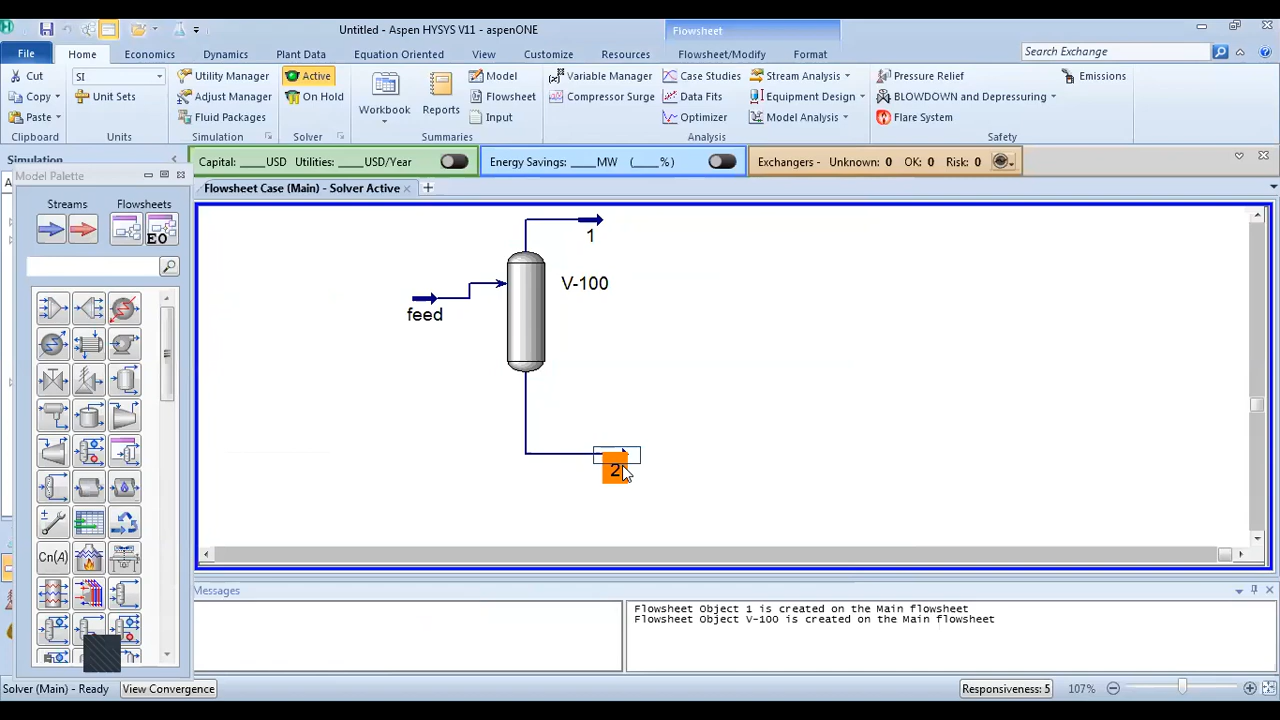 Untitled - Aspen HYSYS V11 - aspenONE
Flowsheet
File Home Economics Dynamics Plant Data Equation Oriented View Customize Resources Flowsheet/Modify Format Search Exchange
Cut SI Utility Manager Active Model Variable Manager Case Studies Stream Analysis Pressure Relief Emissions
Copy Unit Sets Adjust Manager On Hold Workbook Reports Flowsheet Compressor Surge Data Fits Equipment Design BLOWDOWN and Depressuring
Paste Fluid Packages Input Optimizer Model Analysis Flare System
Clipboard Units Simulation Solver Summaries Analysis Safety
Simulation Capital: ____USD Utilities: ____USD/Year Energy Savings: ____MW (____%) Exchangers - Unknown: 0 OK: 0 Risk: 0
Model Palette Flowsheet Case (Main) - Solver Active
Streams Flowsheets
EO
1
V-100
feed
2
Cn(A)
Messages
Flowsheet Object 1 is created on the Main flowsheet
Flowsheet Object V-100 is created on the Main flowsheet
Solver (Main) - Ready View Convergence Responsiveness: 5 107%